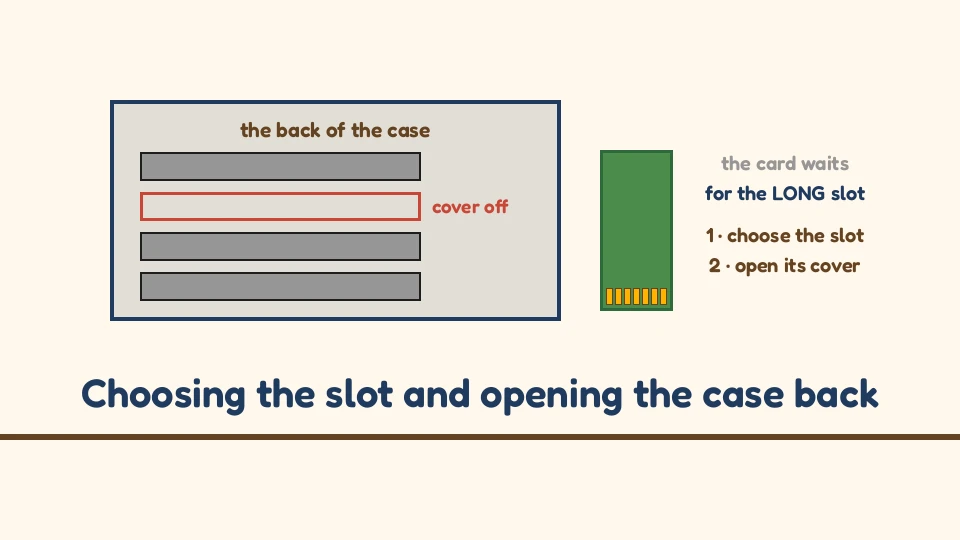 the back of the case
cover off
the card waits
for the LONG slot
1 · choose the slot
2 · open its cover
Choosing the slot and opening the case back